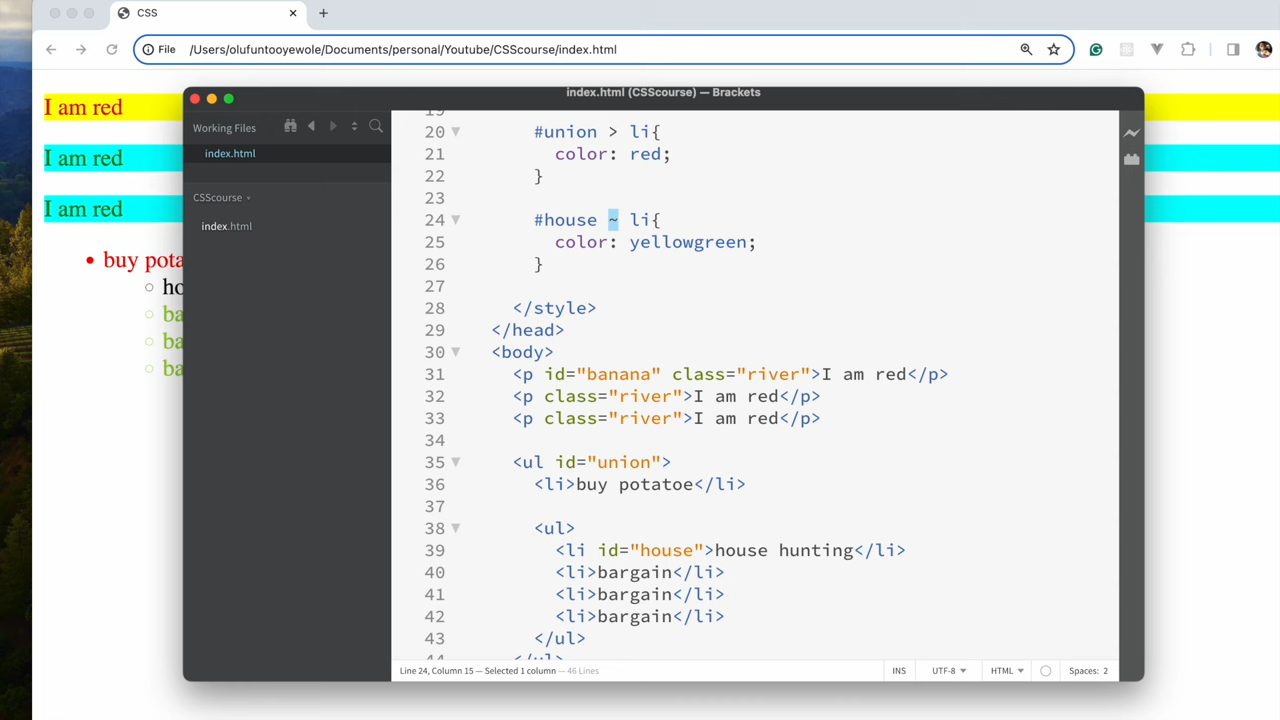 CSS
File /Users/olufuntooyewole/Documents/personal/Youtube/CSScourse/index.html
I am red
I am red
I am red
buy pota
ho
ba
ba
ba
index.html (CSScourse) — Brackets
Working Files
index.html
CSScourse
index.html
19
20 #union > li{
21 color: red;
22 }
23
24 #house ~ li{
25 color: yellowgreen;
26 }
27
28 </style>
29 </head>
30 <body>
31 <p id="banana" class="river">I am red</p>
32 <p class="river">I am red</p>
33 <p class="river">I am red</p>
34
35 <ul id="union">
36 <li>buy potatoe</li>
37
38 <ul>
39 <li id="house">house hunting</li>
40 <li>bargain</li>
41 <li>bargain</li>
42 <li>bargain</li>
43 </ul>
44 </ul>
Line 24, Column 15 — Selected 1 column — 46 Lines
INS UTF-8 HTML Spaces: 2